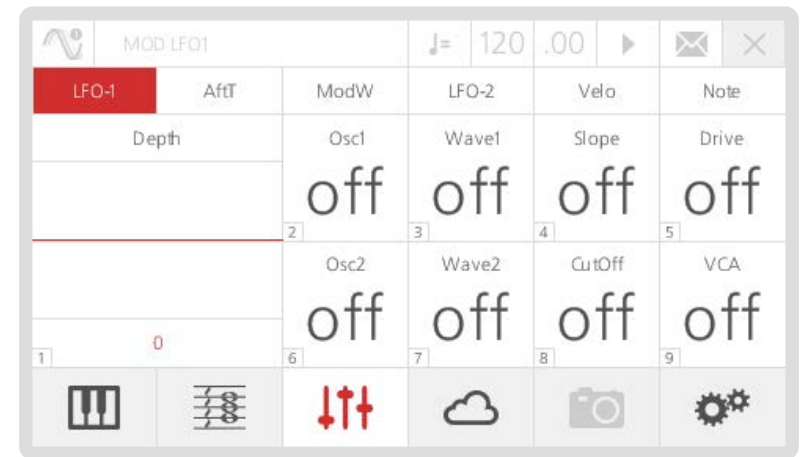 MOD LFO1 = 120 .00
LFO-1 AftT ModW LFO-2 Velo Note
Depth Osc1 Wave1 Slope Drive
off off off off
2 3 4 5
Osc2 Wave2 CutOff VCA
off off off off
0
1 6 7 8 9